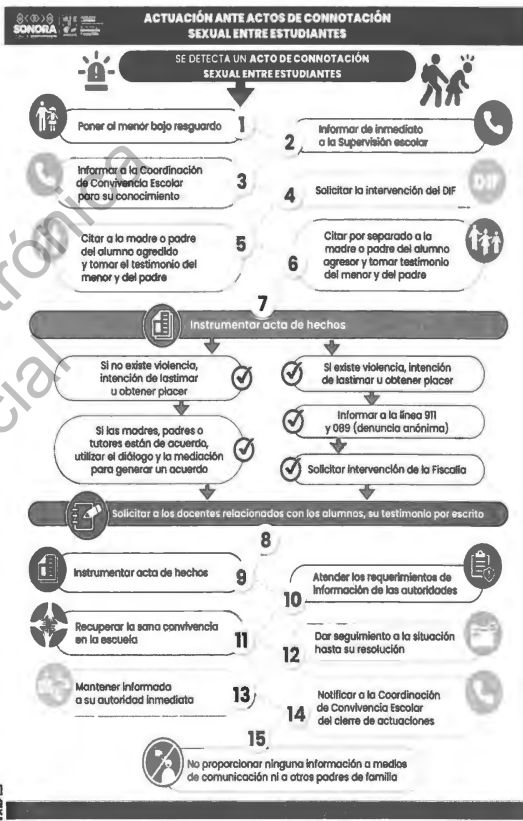 SONORA
ACTUACIÓN ANTE ACTOS DE CONNOTACIÓN
SEXUAL ENTRE ESTUDIANTES
SE DETECTA UN ACTO DE CONNOTACIÓN
SEXUAL ENTRE ESTUDIANTES
Poner al menor bajo resguardo
1
2
Informar de inmediato
a la Supervisión escolar
Informar a la Coordinación
de Convivencia Escolar
para su conocimiento
3
4
Solicitar la intervención del DIF
DIF
Citar a la madre o padre
del alumno agredido
y tomar el testimonio del
menor y del padre
5
6
Citar por separado a la
madre o padre del alumno
agresor y tomar testimonio
del menor y del padre
7
Instrumentar acta de hechos
Si no existe violencia,
intención de lastimar
u obtener placer
Si las madres, padres o
tutores están de acuerdo,
utilizar el diálogo y la mediación
para generar un acuerdo
Si existe violencia, intención
de lastimar u obtener placer
Informar a la línea 911
y 089 (denuncia anónima)
Solicitar intervención de la Fiscalía
Solicitar a los docentes relacionados con los alumnos, su testimonio por escrito
8
Instrumentar acta de hechos
9
10
Atender los requerimientos de
información de las autoridades
Recuperar la sana convivencia
en la escuela
11
12
Dar seguimiento a la situación
hasta su resolución
Mantener informada
a su autoridad inmediata
13
14
Notificar a la Coordinación
de Convivencia Escolar
del cierre de actuaciones
15
No proporcionar ninguna información a medios
de comunicación ni a otros padres de familia
trónica
cial